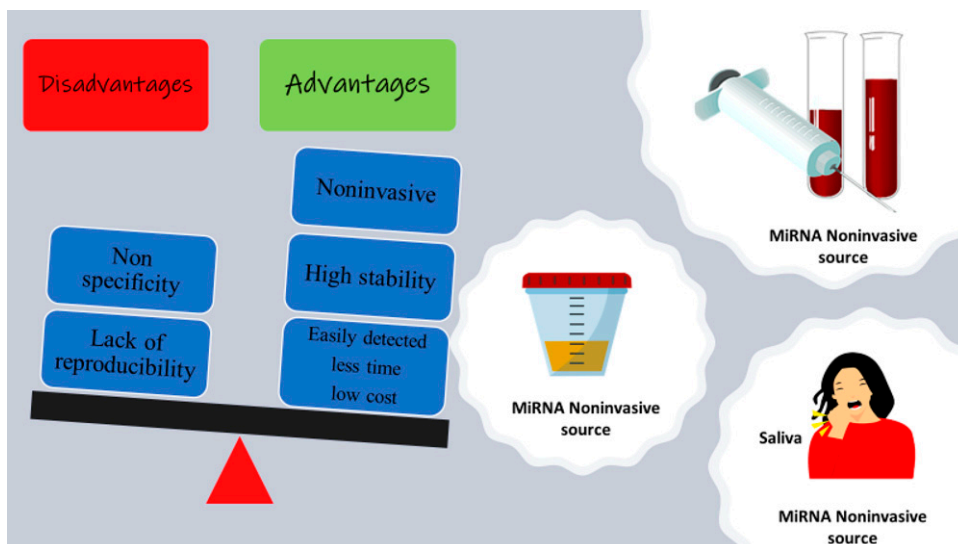 Disadvantages
Advantages
Noninvasive
Non
specificity
High stability
Lack of
reproducibility
Easily detected
less time
low cost
MiRNA Noninvasive
source
MiRNA Noninvasive
source
Saliva
MiRNA Noninvasive
source